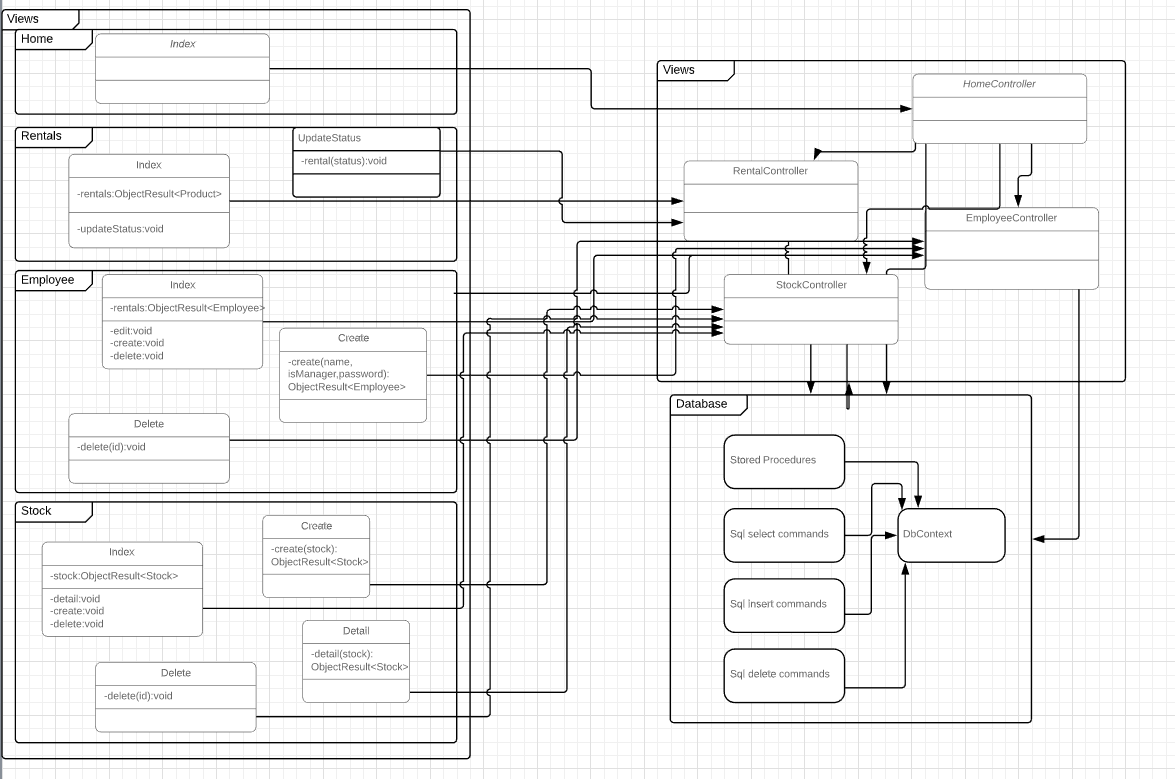 Views
Home
Index
Rentals
UpdateStatus
-rental(status):void
Index
-rentals:ObjectResult<Product>
-updateStatus:void
Employee
Index
-rentals:ObjectResult<Employee>
-edit:void
-create:void
-delete:void
Create
-create(name,
isManager,password):
ObjectResult<Employee>
Delete
-delete(id):void
Stock
Create
-create(stock):
ObjectResult<Stock>
Index
-stock:ObjectResult<Stock>
-detail:void
-create:void
-delete:void
Detail
-detail(stock):
ObjectResult<Stock>
Delete
-delete(id):void
Views
HomeController
RentalController
EmployeeController
StockController
Database
Stored Procedures
Sql select commands
DbContext
Sql Insert commands
Sql delete commands